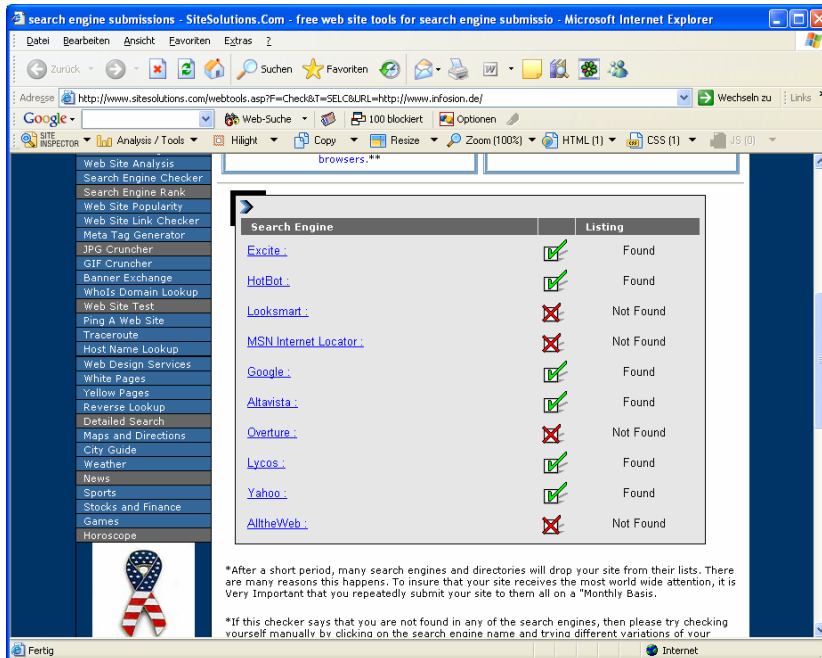 search engine submissions - SiteSolutions.Com - free web site tools for search engine submissio - Microsoft Internet Explorer
Datei Bearbeiten Ansicht Favoriten Extras ?
Zurück Suchen Favoriten
Adresse http://www.sitesolutions.com/webtools.asp?F=Check&T=SELC&URL=http://www.infosion.de/ Wechseln zu Links
Google Web-Suche 100 blockiert Optionen
SITE INSPECTOR Analysis / Tools Hilight Copy Resize Zoom (100%) HTML (1) CSS (1) JS (0)
browsers.**
Web Site Analysis
Search Engine Checker
Search Engine Rank
Web Site Popularity
Web Site Link Checker
Meta Tag Generator
JPG Cruncher
GIF Cruncher
Banner Exchange
WhoIs Domain Lookup
Web Site Test
Ping A Web Site
Traceroute
Host Name Lookup
Web Design Services
White Pages
Yellow Pages
Reverse Lookup
Detailed Search
Maps and Directions
City Guide
Weather
News
Sports
Stocks and Finance
Games
Horoscope
Search Engine Listing
Excite : Found
HotBot : Found
Looksmart : Not Found
MSN Internet Locator : Not Found
Google : Found
Altavista : Found
Overture : Not Found
Lycos : Found
Yahoo : Found
AlltheWeb : Not Found
*After a short period, many search engines and directories will drop your site from their lists. There
are many reasons this happens. To insure that your site receives the most world wide attention, it is
Very Important that you repeatedly submit your site to them all on a "Monthly Basis.
*If this checker says that you are not found in any of the search engines, then please try checking
yourself manually by clicking on the search engine name and trying different variations of your
Fertig Internet